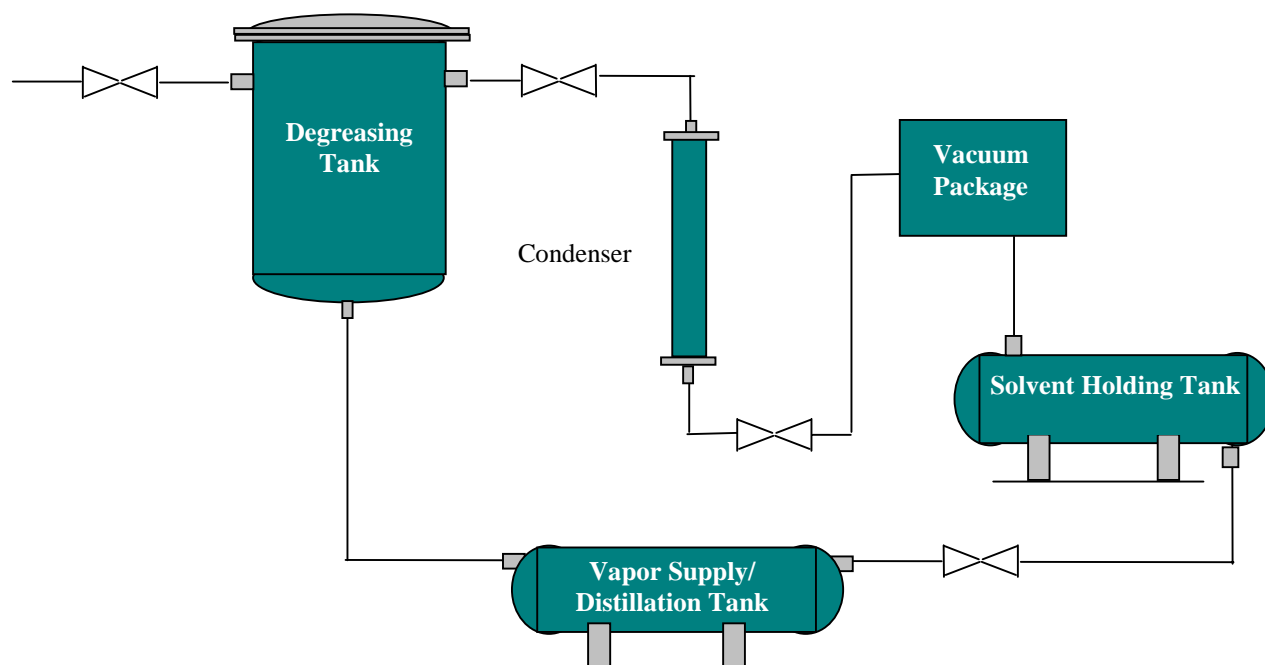 Degreasing
Tank
Condenser
Vacuum
Package
Solvent Holding Tank
Vapor Supply/
Distillation Tank